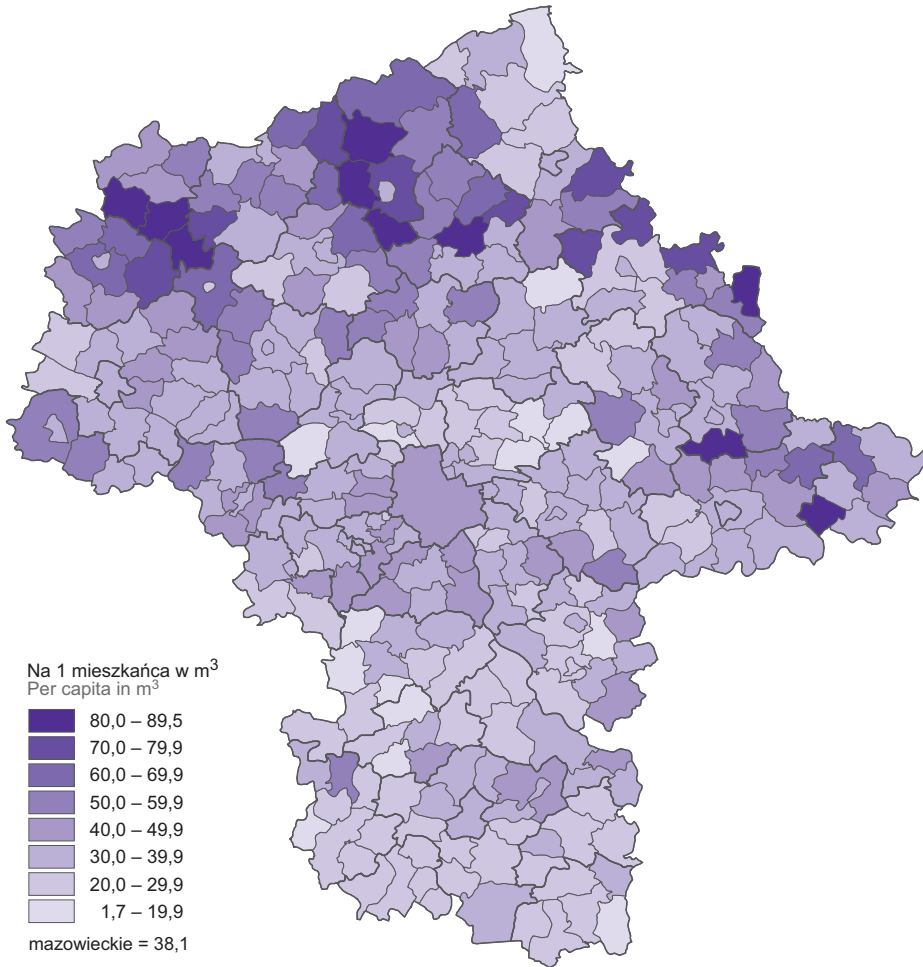 Na 1 mieszkańca w m³
Per capita in m³
80,0 – 89,5
70,0 – 79,9
60,0 – 69,9
50,0 – 59,9
40,0 – 49,9
30,0 – 39,9
20,0 – 29,9
1,7 – 19,9
mazowieckie = 38,1